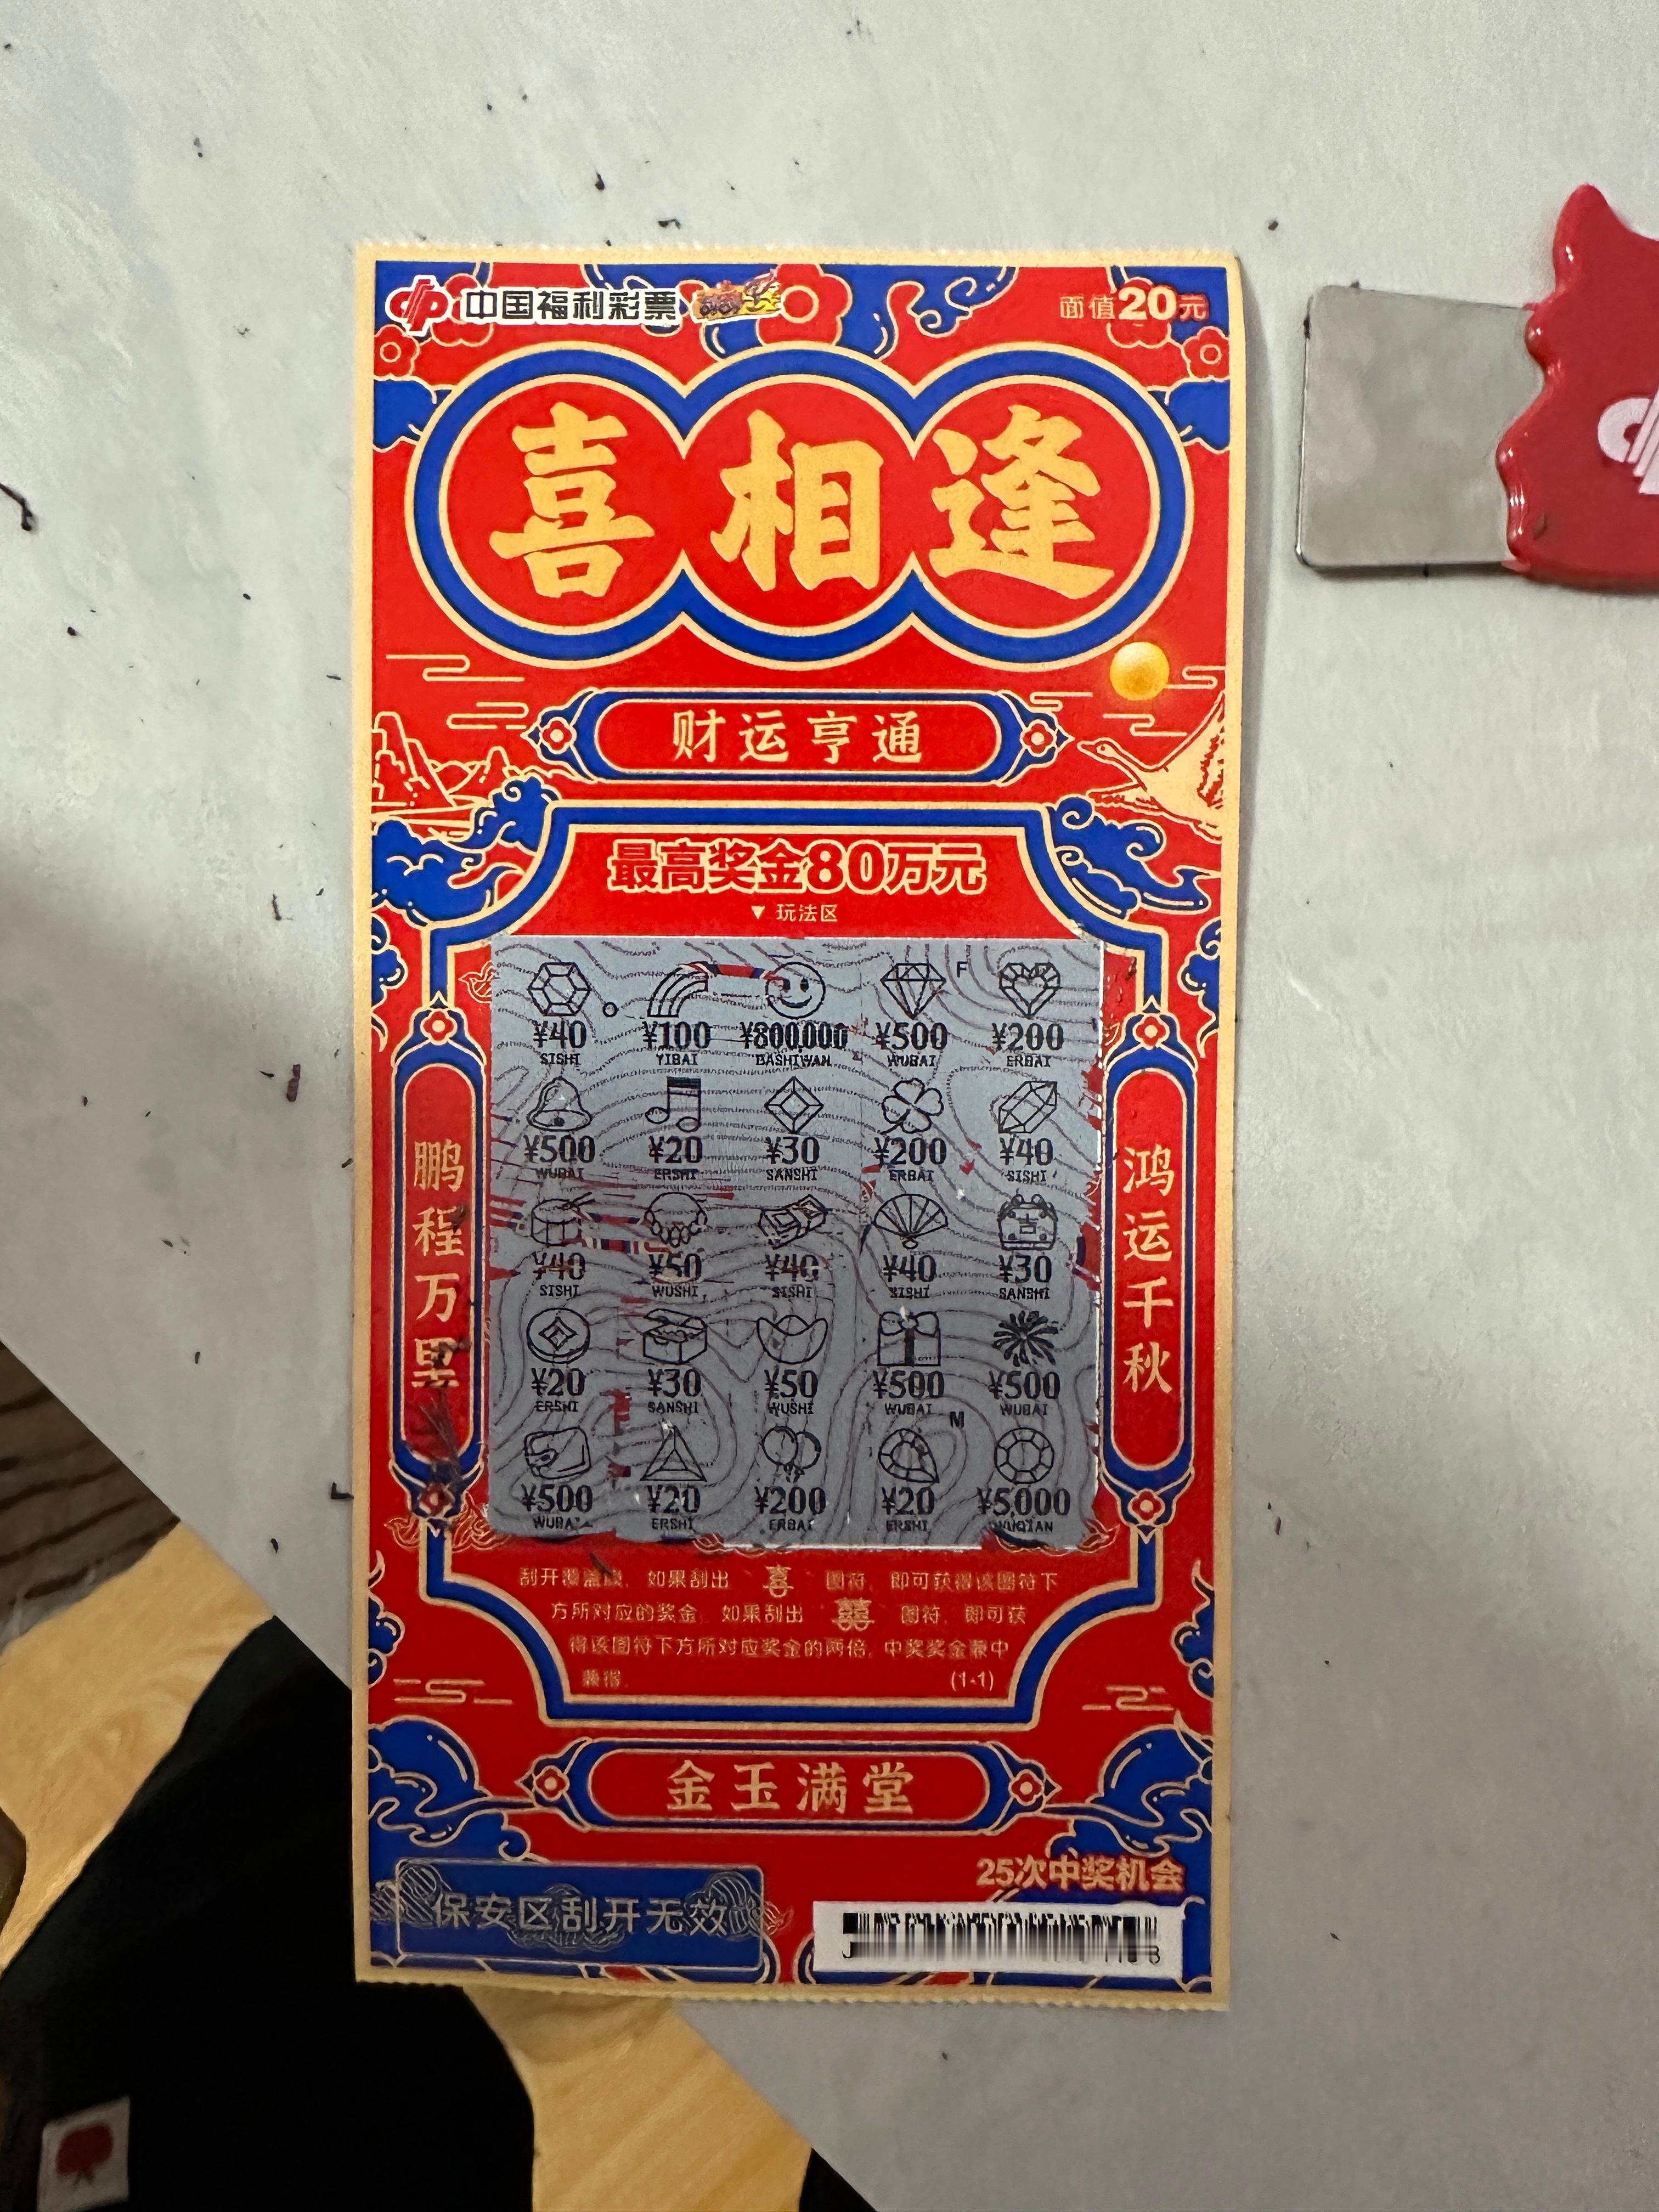 中国福利彩票 刮刮乐
面值20元
喜相逢
财运亨通
最高奖金80万元
▼ 玩法区
鹏程万里
鸿运千秋
F
¥40 ¥100 ¥800,000 ¥500 ¥200
SISHI YIBAI BASHIWAN WUBAI ERBAI
¥500 ¥20 ¥30 ¥200 ¥40
WUBAI ERSHI SANSHI ERBAI SISHI
吉
¥40 ¥50 ¥40 ¥40 ¥30
SISHI WUSHI SISHI SISHI SANSHI
¥20 ¥30 ¥50 ¥500 ¥500
ERSHI SANSHI WUSHI WUBAI WUBAI
M
¥500 ¥20 ¥200 ¥20 ¥5,000
WUBAI ERSHI ERBAI ERSHI WUQIAN
刮开覆盖膜，如果刮出 喜 图符，即可获得该图符下
方所对应的奖金，如果刮出 囍 图符，即可获
得该图符下方所对应奖金的两倍，中奖奖金兼中
兼得。 (1-1)
金玉满堂
25次中奖机会
保安区刮开无效